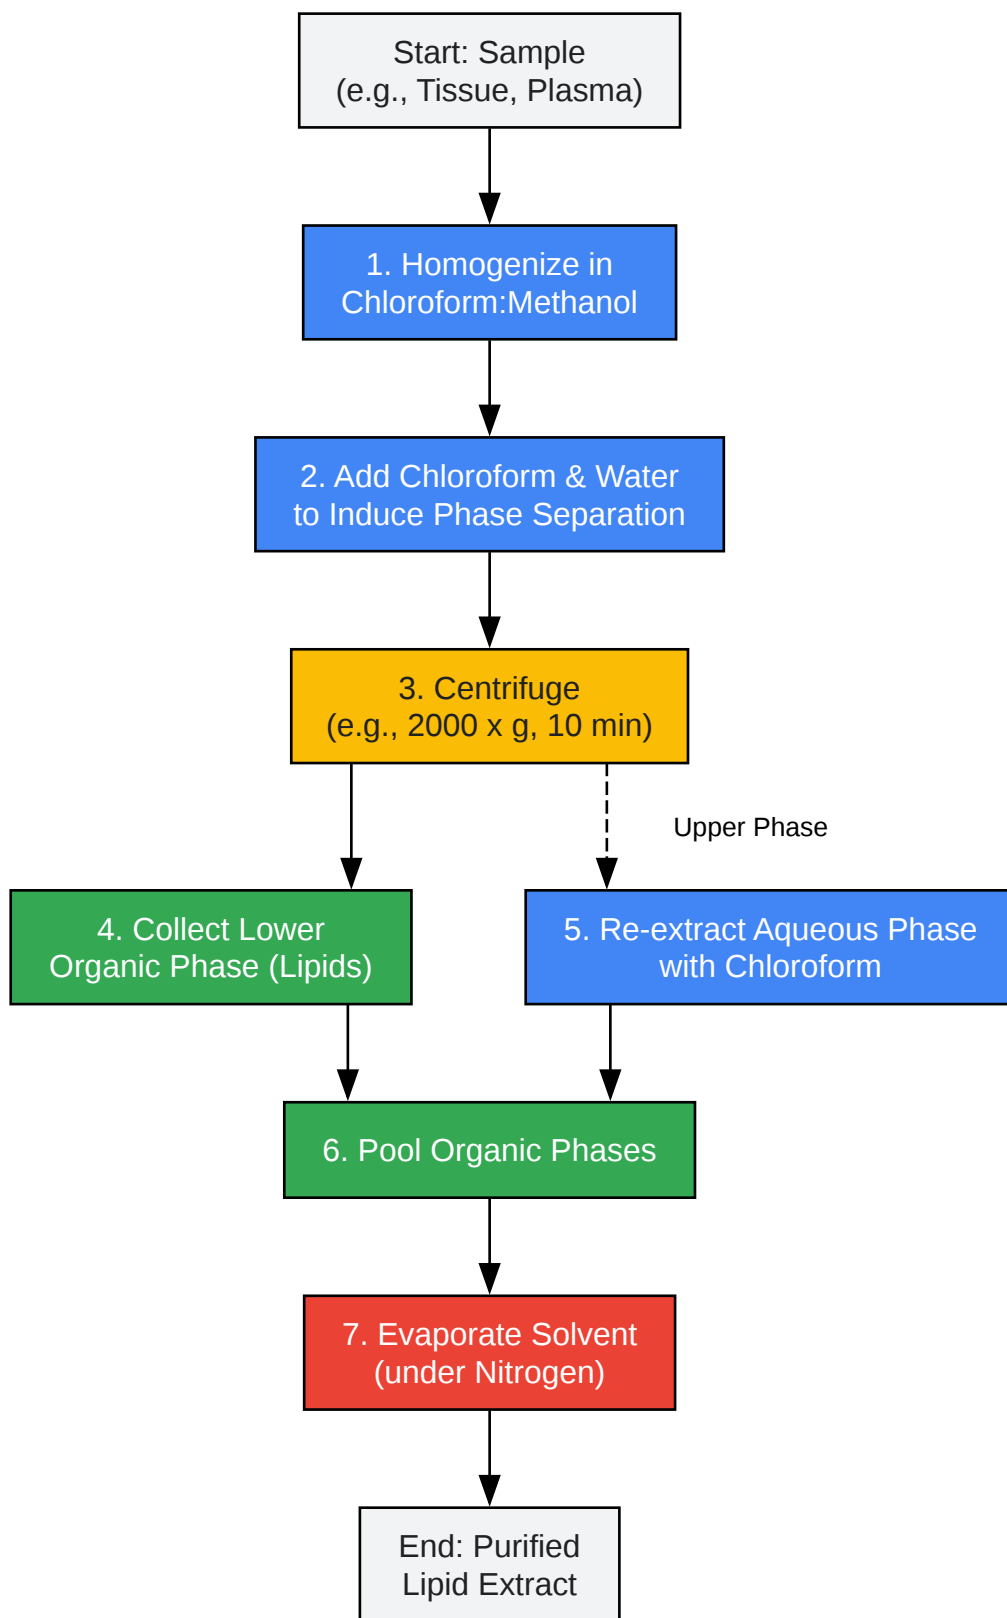 Start: Sample
(e.g., Tissue, Plasma)
1. Homogenize in
Chloroform:Methanol
2. Add Chloroform & Water
to Induce Phase Separation
3. Centrifuge
(e.g., 2000 x g, 10 min)
Upper Phase
4. Collect Lower
Organic Phase (Lipids)
5. Re-extract Aqueous Phase
with Chloroform
6. Pool Organic Phases
7. Evaporate Solvent
(under Nitrogen)
End: Purified
Lipid Extract